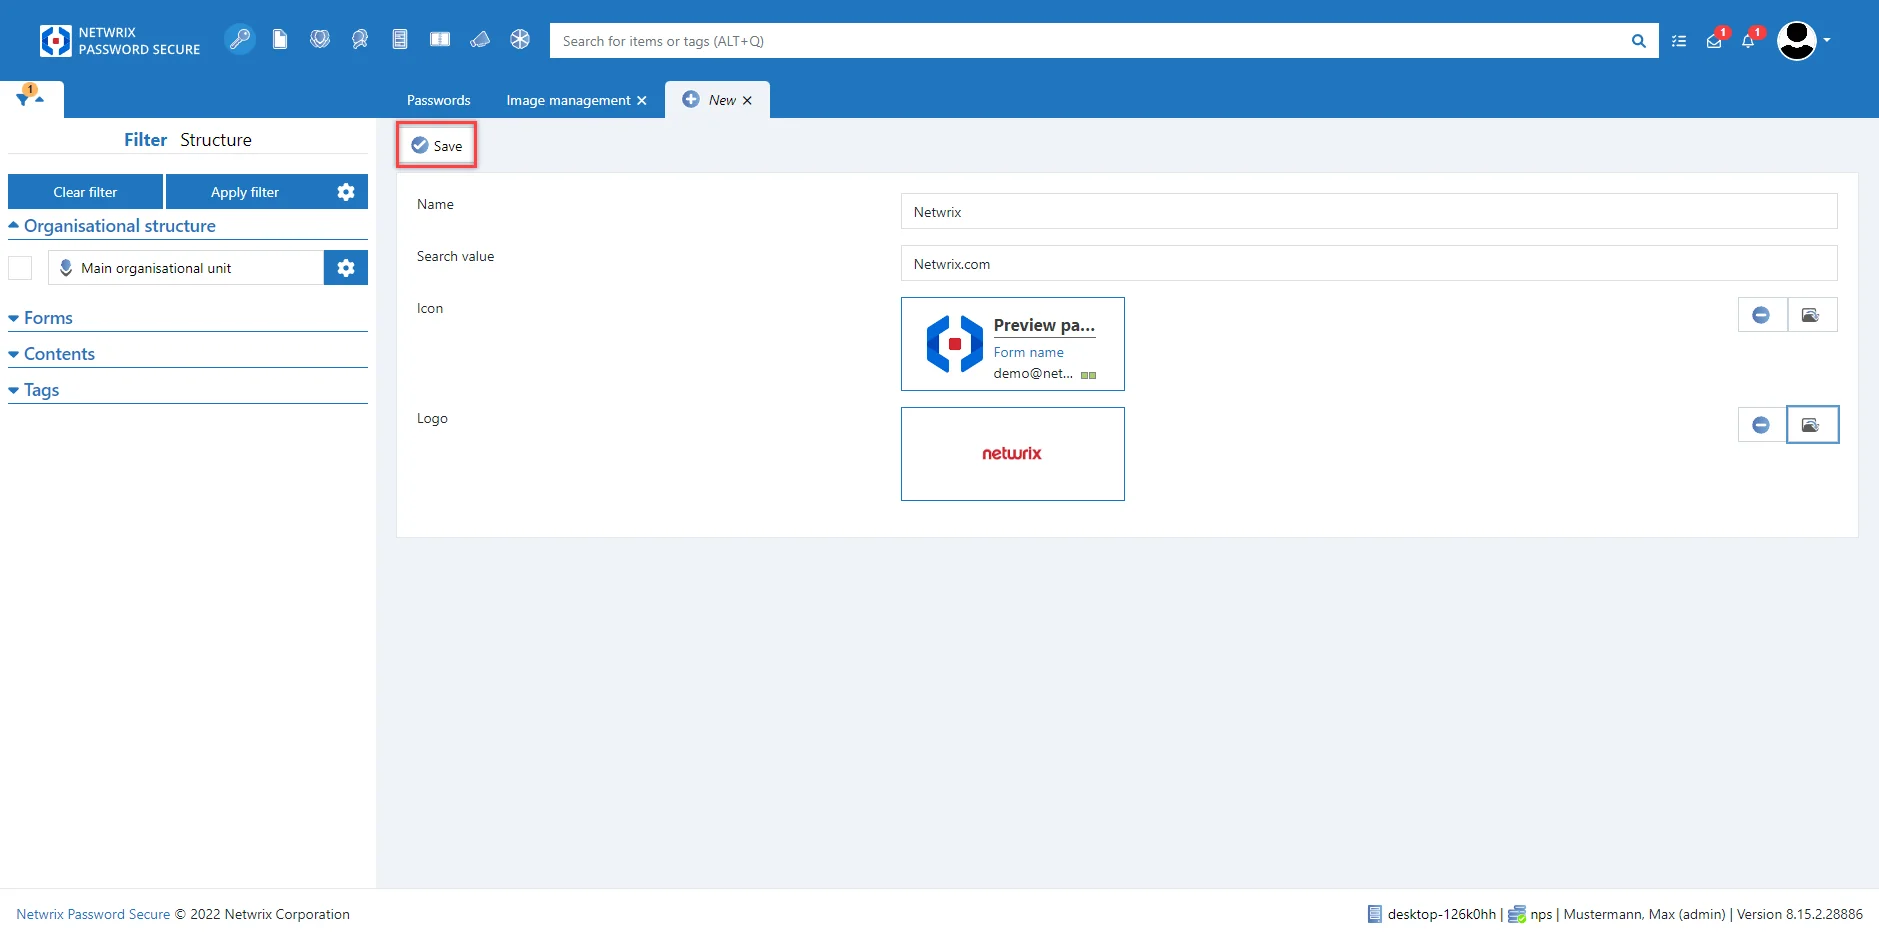 NETWRIX
PASSWORD SECURE
Search for items or tags (ALT+Q)
1
1
1
Passwords
Image management
New
Filter
Structure
Save
Clear filter
Apply filter
Organisational structure
Main organisational unit
Forms
Contents
Tags
Name
Netwrix
Search value
Netwrix.com
Icon
Preview pa...
Form name
demo@net...
Logo
netwrix
Netwrix Password Secure © 2022 Netwrix Corporation
desktop-126k0hh | nps | Mustermann, Max (admin) | Version 8.15.2.28886